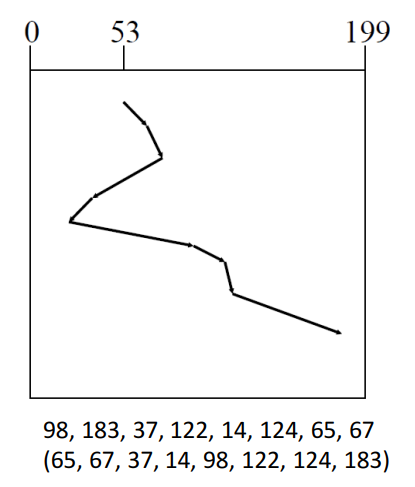 0 53 199
98, 183, 37, 122, 14, 124, 65, 67
(65, 67, 37, 14, 98, 122, 124, 183)